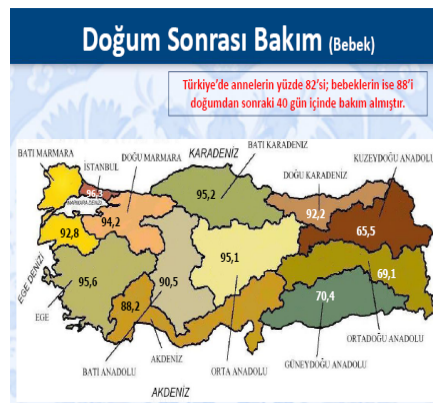 Doğum Sonrası Bakım (Bebek)
Türkiye'de annelerin yüzde 82'si; bebeklerin ise 88'i
doğumdan sonraki 40 gün içinde bakım almıştır.
BATI MARMARA
İSTANBUL
DOĞU MARMARA
KARADENİZ
BATI KARADENİZ
DOĞU KARADENİZ
KUZEYDOĞU ANADOLU
96,3
MARMARA DENİZİ
94,2
95,2
92,2
92,8
65,5
EGE DENİZİ
95,6
90,5
95,1
69,1
88,2
70,4
EGE
BATI ANADOLU
AKDENİZ
ORTA ANADOLU
GÜNEYDOĞU ANADOLU
ORTADOĞU ANADOLU
AKDENİZ